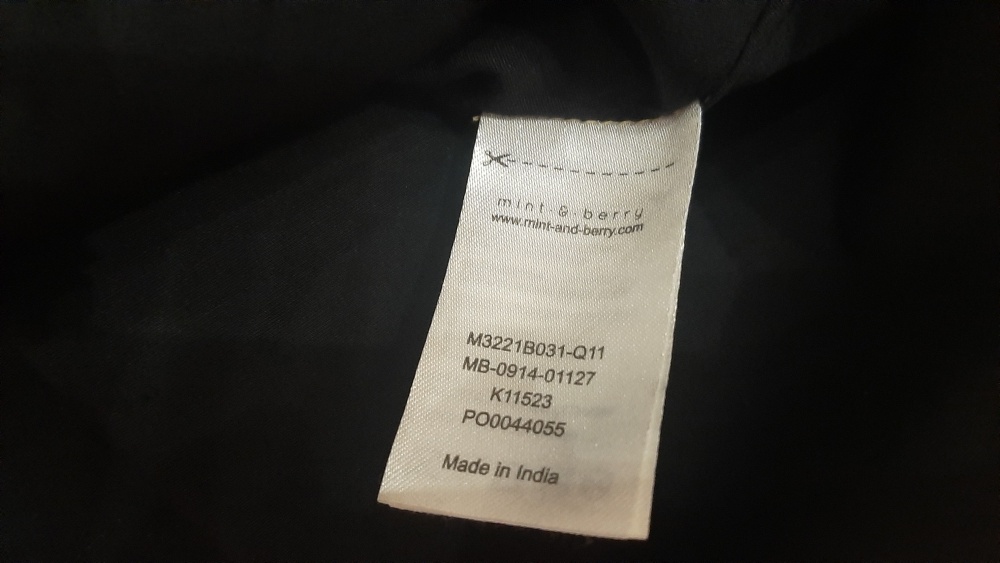 mint & berry
www.mint-and-berry.com
M3221B031-Q11
MB-0914-01127
K11523
PO0044055
Made in India